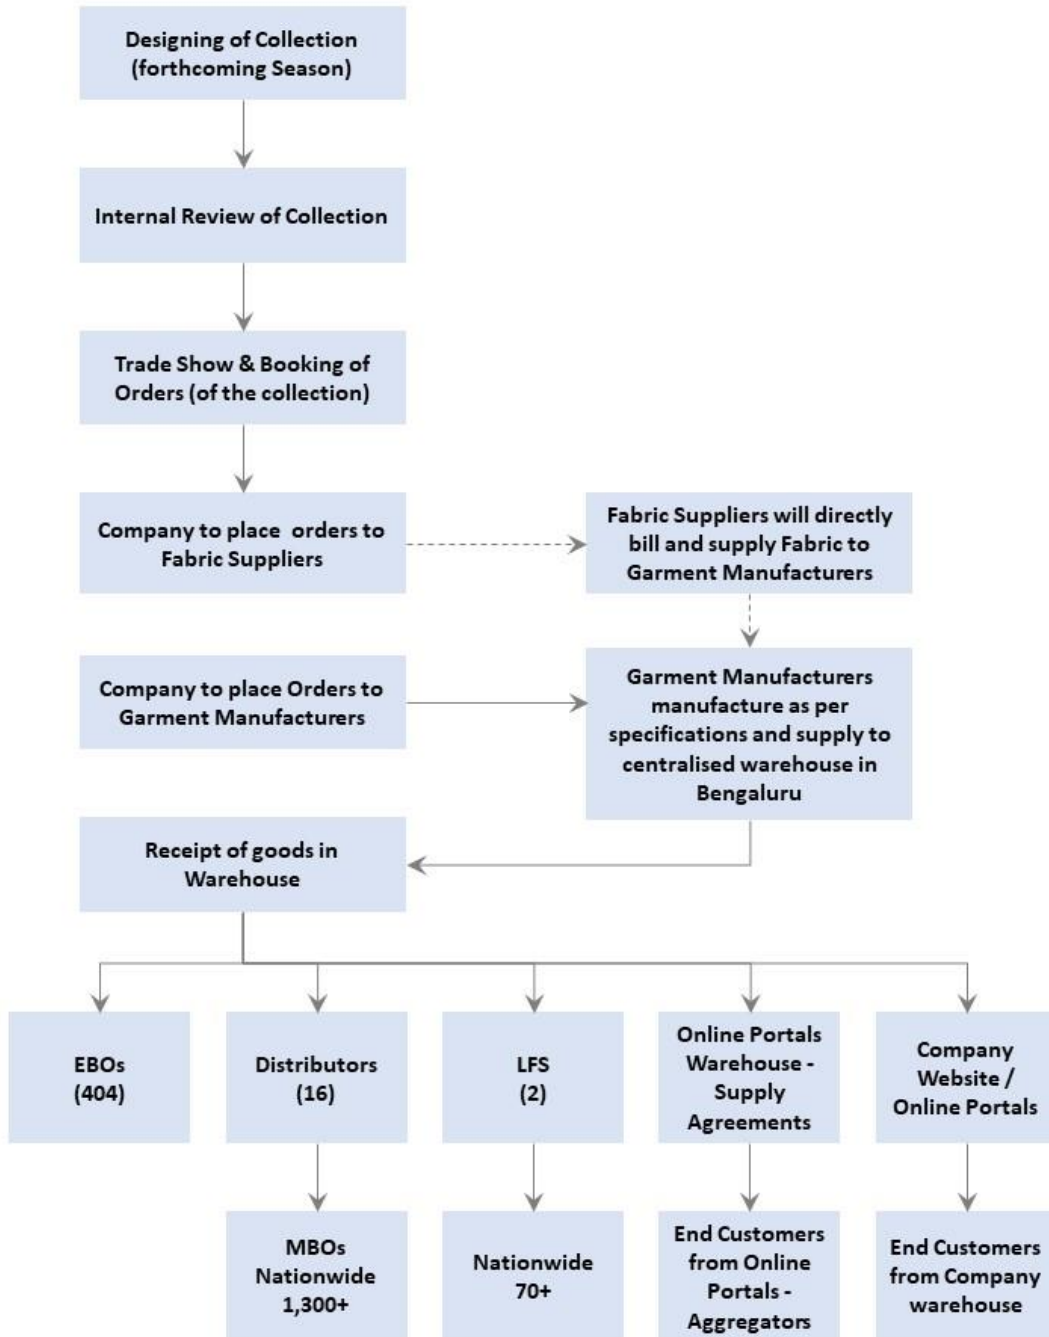 Designing of Collection
(forthcoming Season)
Internal Review of Collection
Trade Show & Booking of
Orders (of the collection)
Company to place orders to
Fabric Suppliers
Fabric Suppliers will directly
bill and supply Fabric to
Garment Manufacturers
Company to place Orders to
Garment Manufacturers
Garment Manufacturers
manufacture as per
specifications and supply to
centralised warehouse in
Bengaluru
Receipt of goods in
Warehouse
EBOs
(404)
Distributors
(16)
LFS
(2)
Online Portals
Warehouse -
Supply
Agreements
Company
Website /
Online Portals
MBOs
Nationwide
1,300+
Nationwide
70+
End Customers
from Online
Portals -
Aggregators
End Customers
from Company
warehouse